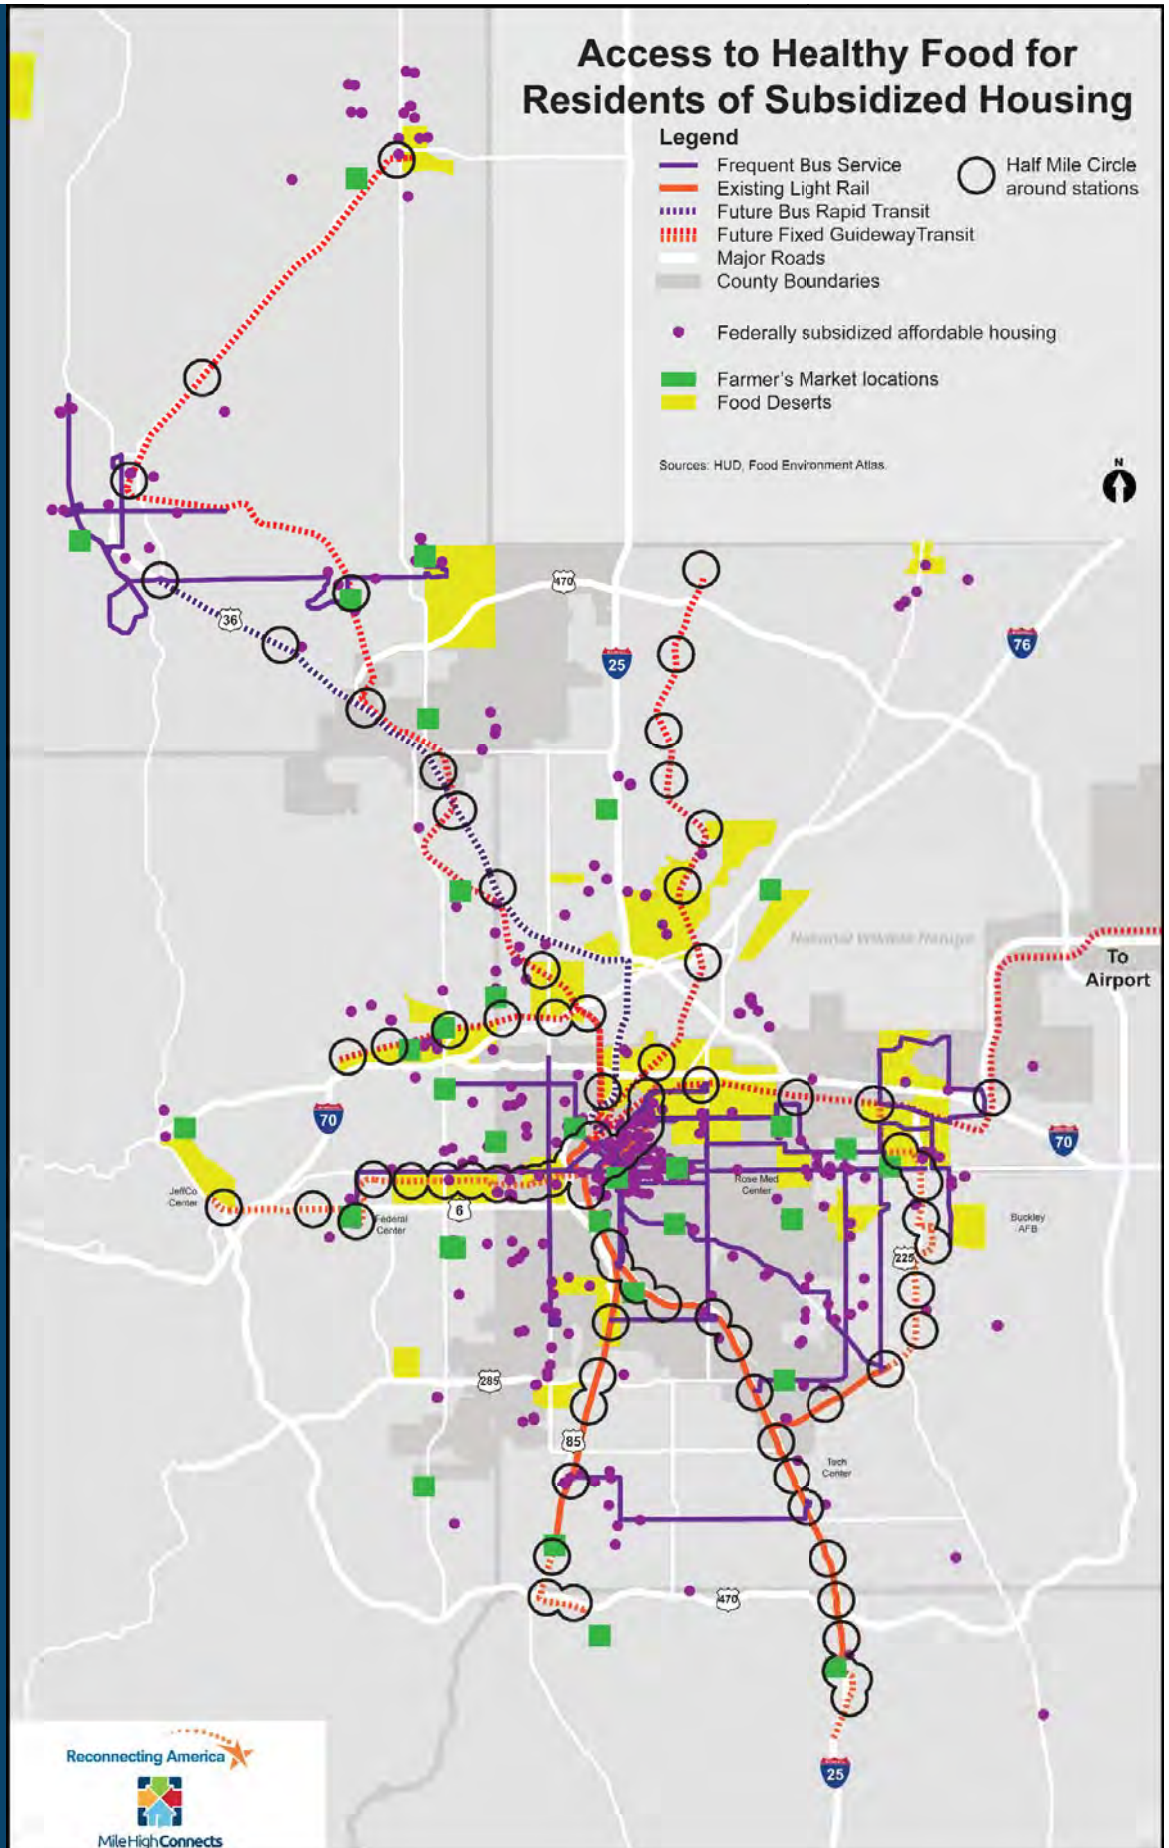 Access to Healthy Food for
Residents of Subsidized Housing
Legend
Frequent Bus Service
Existing Light Rail
Future Bus Rapid Transit
Future Fixed GuidewayTransit
Major Roads
County Boundaries
Half Mile Circle
around stations
Federally subsidized affordable housing
Farmer's Market locations
Food Deserts
Sources: HUD, Food Environment Atlas.
N
470
36
25
76
National Wildlife Refuge
To
Airport
70
70
JeffCo
Center
Federal
Center
6
Rose Med
Center
Buckley
AFB
225
285
85
Tech
Center
470
25
Reconnecting America
MileHighConnects